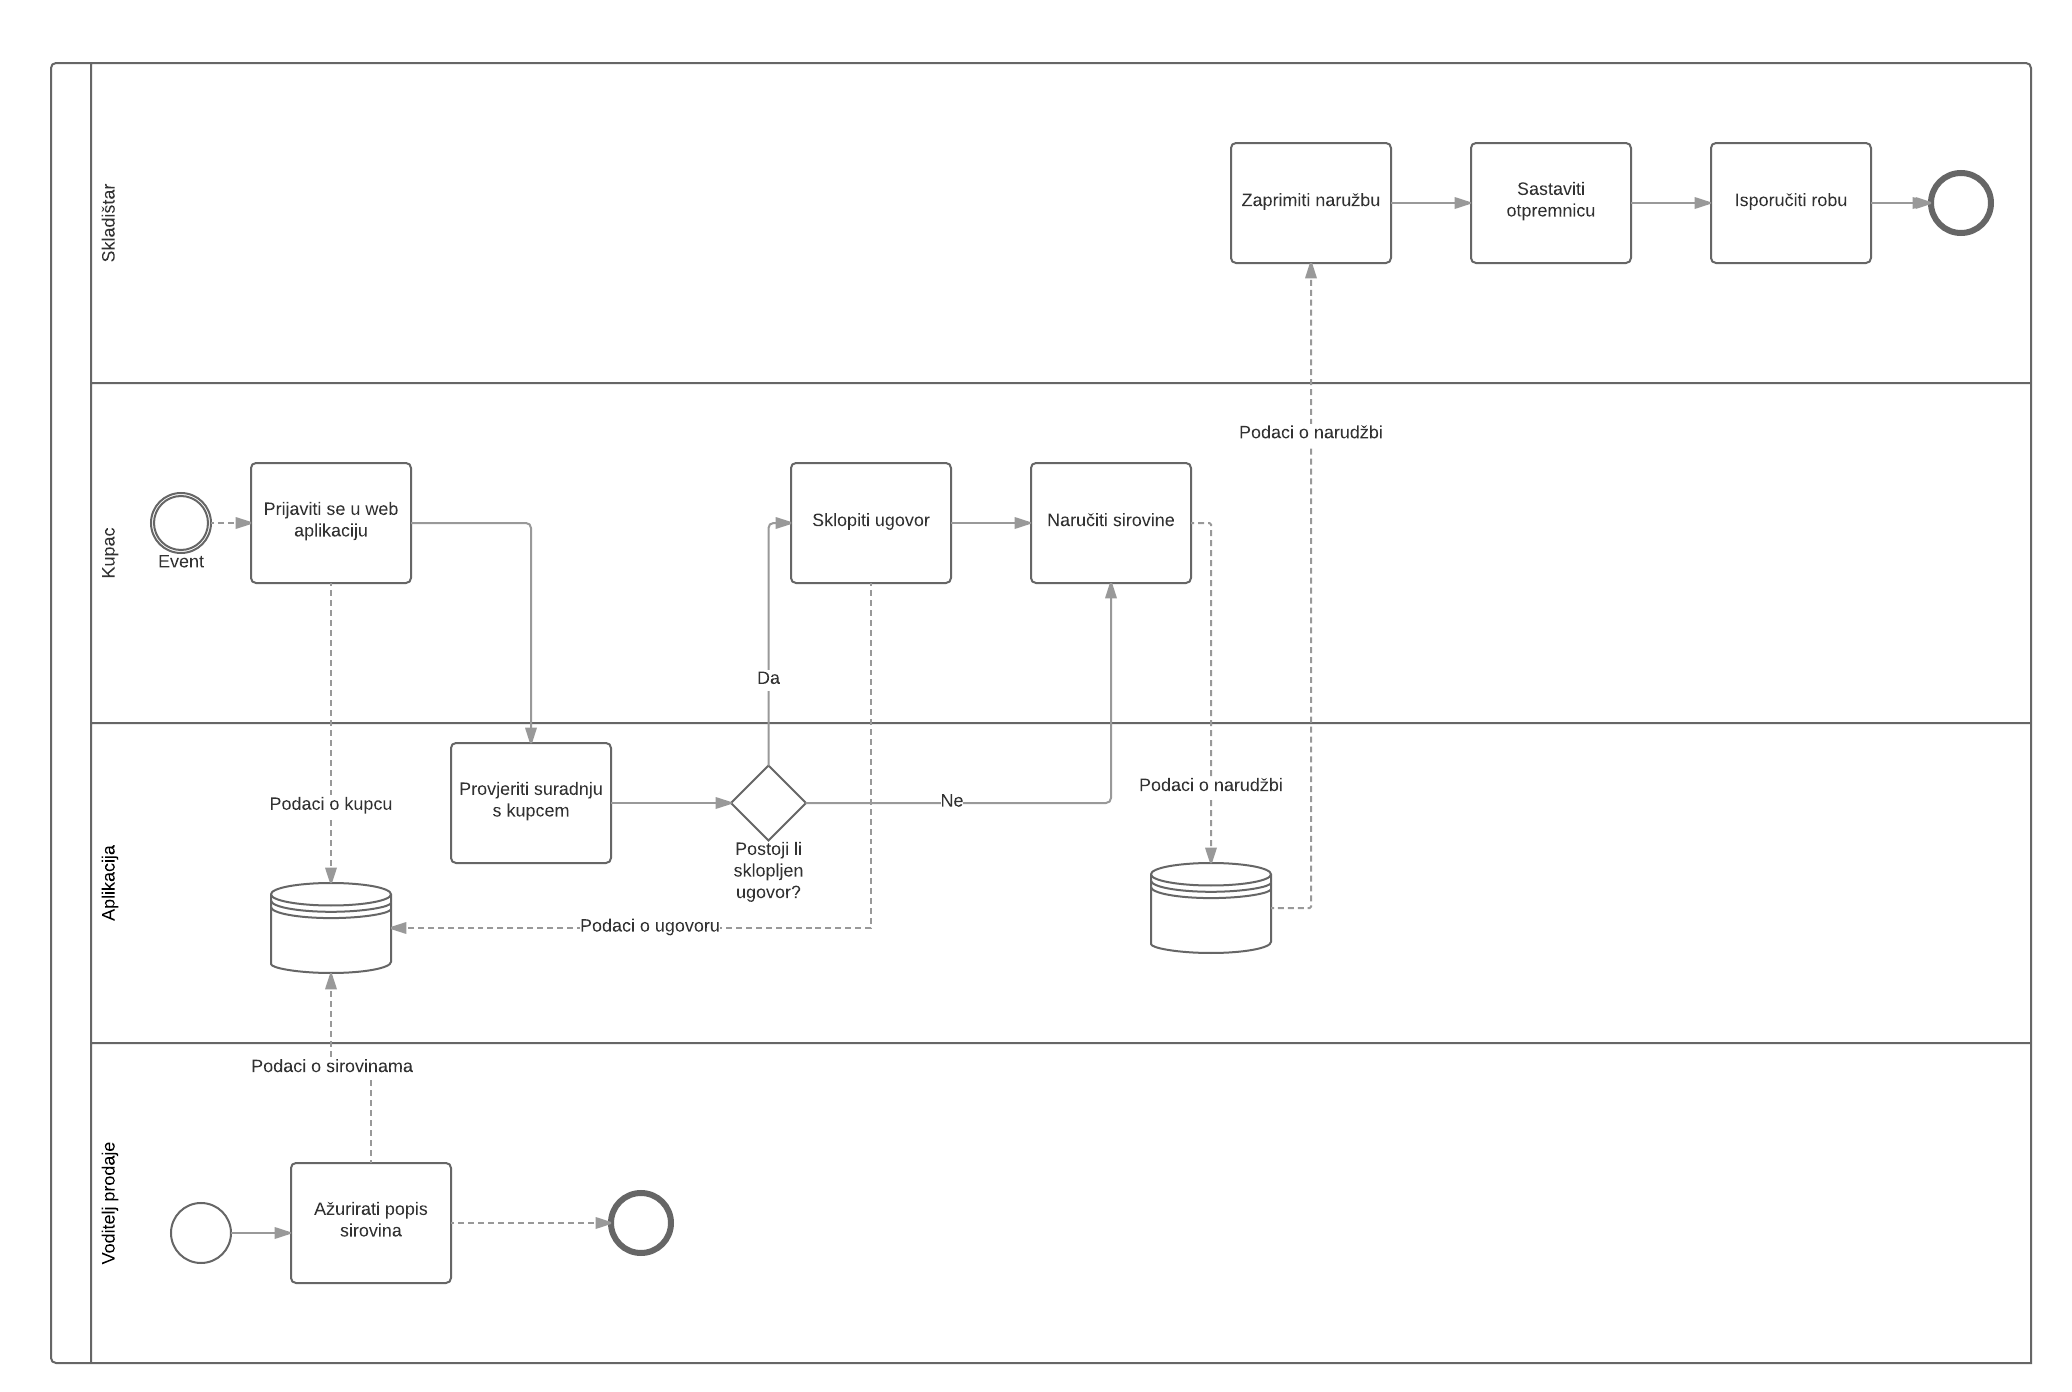 Skladištar
Zaprimiti naružbu
Sastaviti
otpremnicu
Isporučiti robu
Kupac
Event
Prijaviti se u web
aplikaciju
Sklopiti ugovor
Naručiti sirovine
Podaci o narudžbi
Da
Aplikacija
Podaci o kupcu
Provjeriti suradnju
s kupcem
Postoji li
sklopljen
ugovor?
Ne
Podaci o narudžbi
Podaci o ugovoru
Voditelj prodaje
Podaci o sirovinama
Ažurirati popis
sirovina